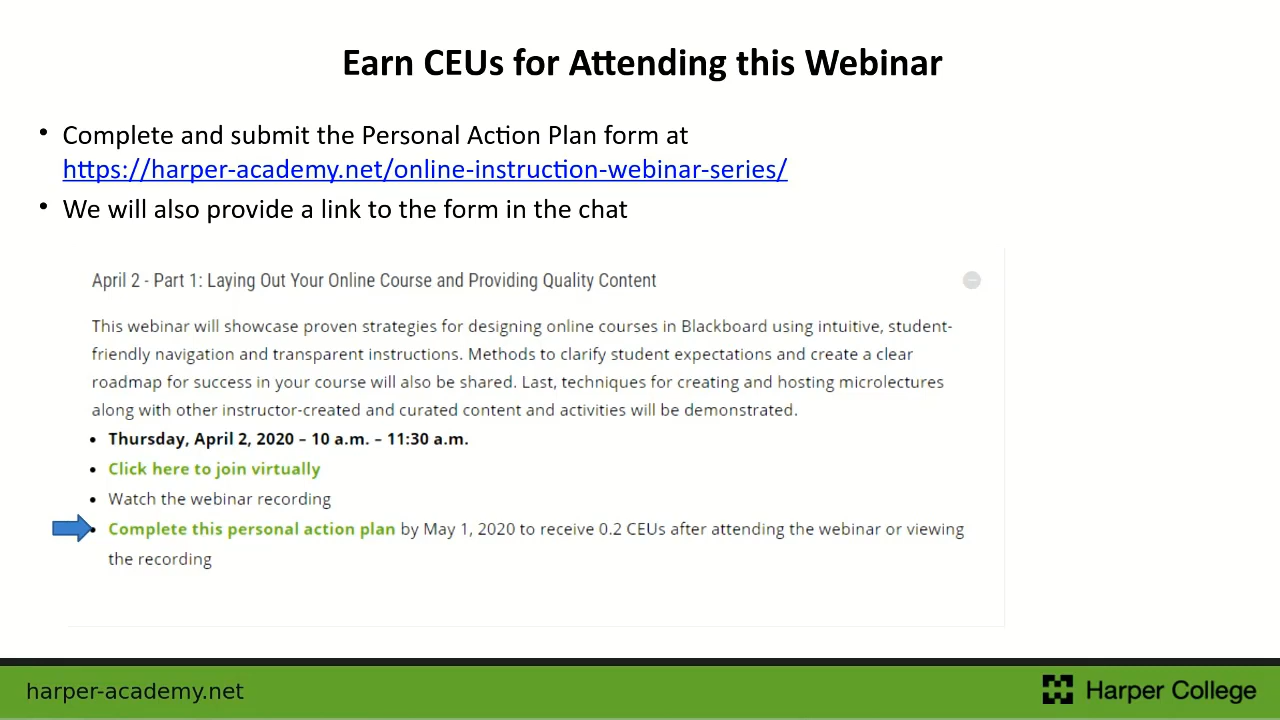 Earn CEUs for Attending this Webinar
• Complete and submit the Personal Action Plan form at
https://harper-academy.net/online-instruction-webinar-series/
• We will also provide a link to the form in the chat
April 2 - Part 1: Laying Out Your Online Course and Providing Quality Content
This webinar will showcase proven strategies for designing online courses in Blackboard using intuitive, student-
friendly navigation and transparent instructions. Methods to clarify student expectations and create a clear
roadmap for success in your course will also be shared. Last, techniques for creating and hosting microlectures
along with other instructor-created and curated content and activities will be demonstrated.
• Thursday, April 2, 2020 – 10 a.m. – 11:30 a.m.
• Click here to join virtually
• Watch the webinar recording
• Complete this personal action plan by May 1, 2020 to receive 0.2 CEUs after attending the webinar or viewing
the recording
harper-academy.net
Harper College